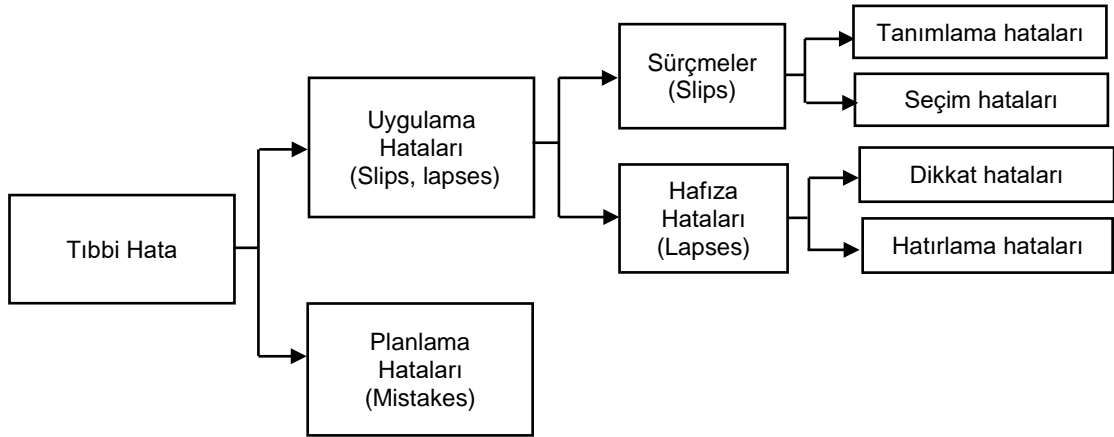 Tıbbi Hata
Uygulama
Hataları
(Slips, lapses)
Planlama
Hataları
(Mistakes)
Sürçmeler
(Slips)
Hafıza
Hataları
(Lapses)
Tanımlama hataları
Seçim hataları
Dikkat hataları
Hatırlama hataları